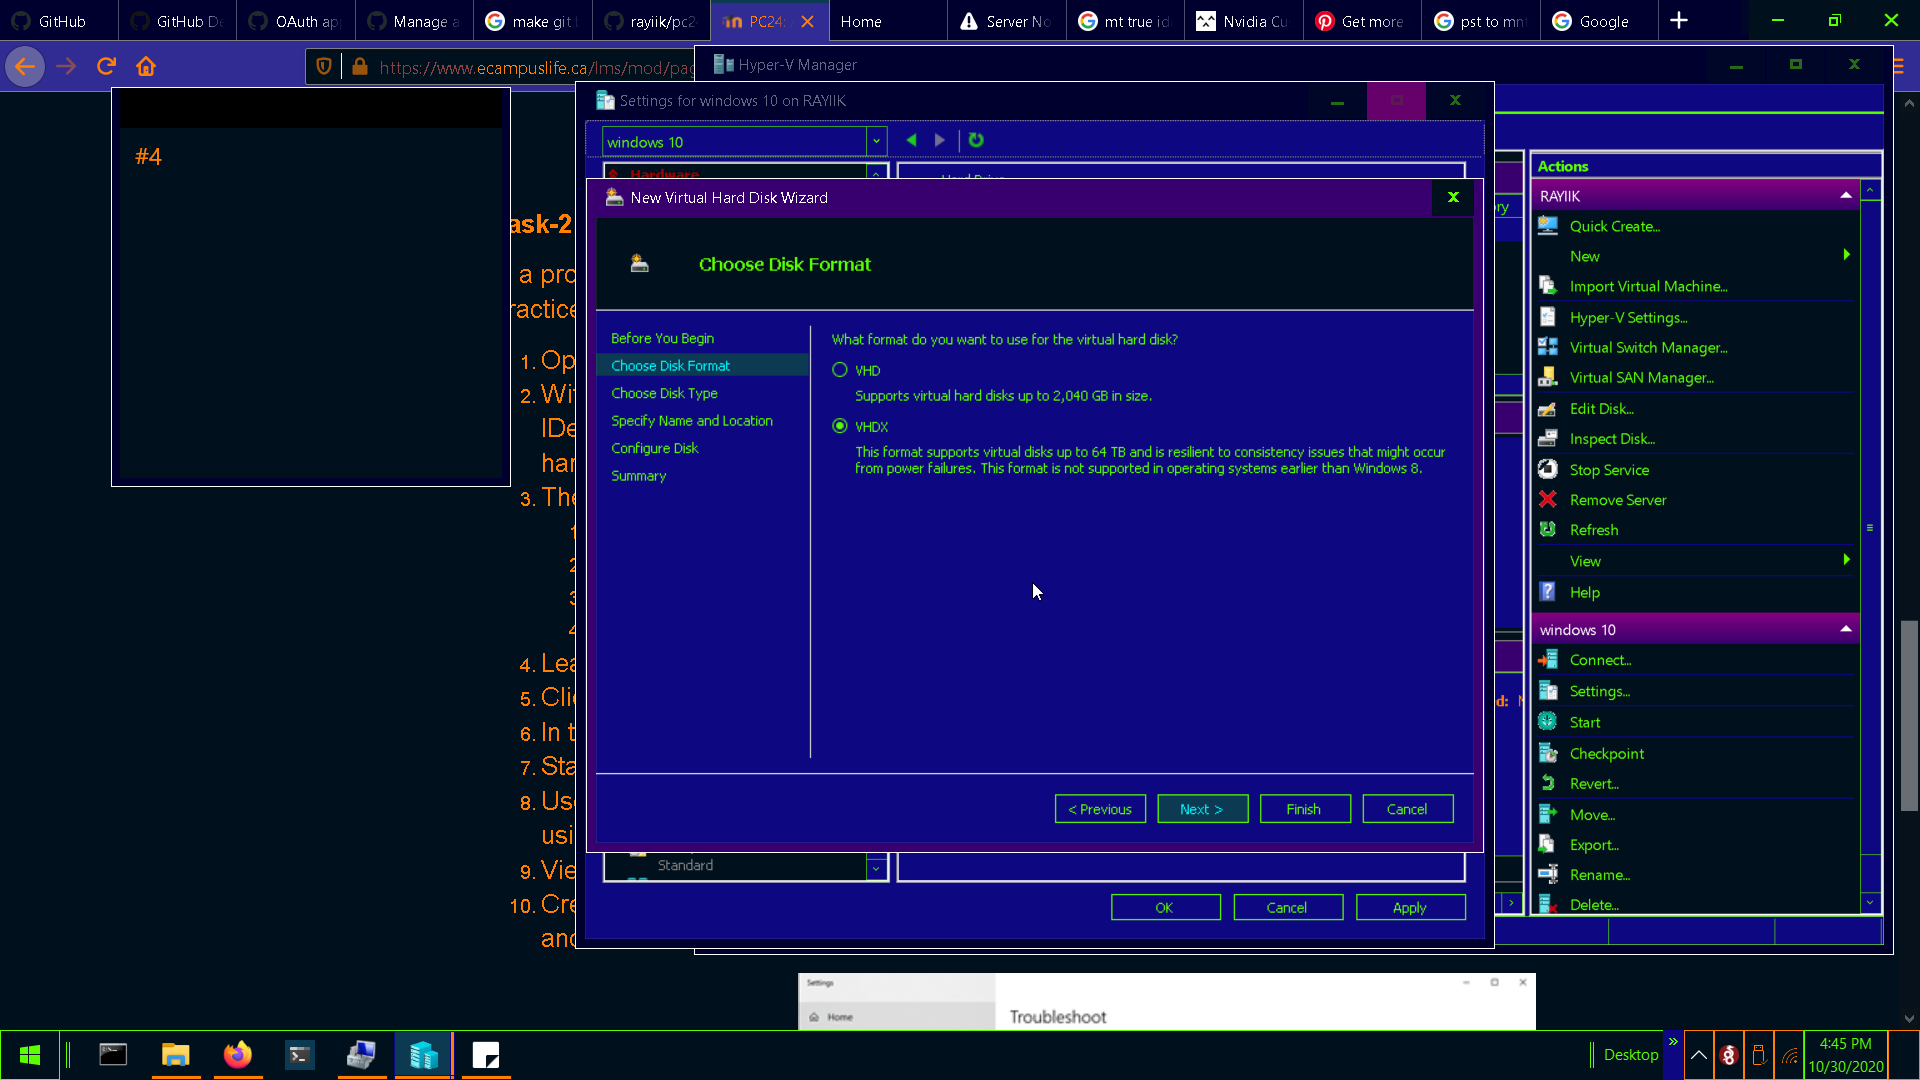 GitHub
GitHub De
OAuth ap
Manage a
make git
rayiik/pc2
PC24:
Home
Server No
mt true id
Nvidia Cu
Get more
pst to mnt
Google
https://www.ecampuslife.ca/lms/mod/pag
Hyper-V Manager
#4
Settings for windows 10 on RAYIIK
windows 10
Hardware
Hard Drive
New Virtual Hard Disk Wizard
Choose Disk Format
Before You Begin
Choose Disk Format
Choose Disk Type
Specify Name and Location
Configure Disk
Summary
What format do you want to use for the virtual hard disk?
VHD
Supports virtual hard disks up to 2,040 GB in size.
VHDX
This format supports virtual disks up to 64 TB and is resilient to consistency issues that might occur
from power failures. This format is not supported in operating systems earlier than Windows 8.
< Previous
Next >
Finish
Cancel
Standard
OK
Cancel
Apply
ask-2
a pro
ractice
1. Op
2. Wi
IDe
har
3. The
4. Lea
5. Clic
6. In t
7. Sta
8. Use
usi
9. Vie
10. Cre
and
ry
d:
Actions
RAYIIK
Quick Create...
New
Import Virtual Machine...
Hyper-V Settings...
Virtual Switch Manager...
Virtual SAN Manager...
Edit Disk...
Inspect Disk...
Stop Service
Remove Server
Refresh
View
Help
windows 10
Connect...
Settings...
Start
Checkpoint
Revert...
Move...
Export...
Rename...
Delete...
Settings
Home
Troubleshoot
Desktop
4:45 PM
10/30/2020